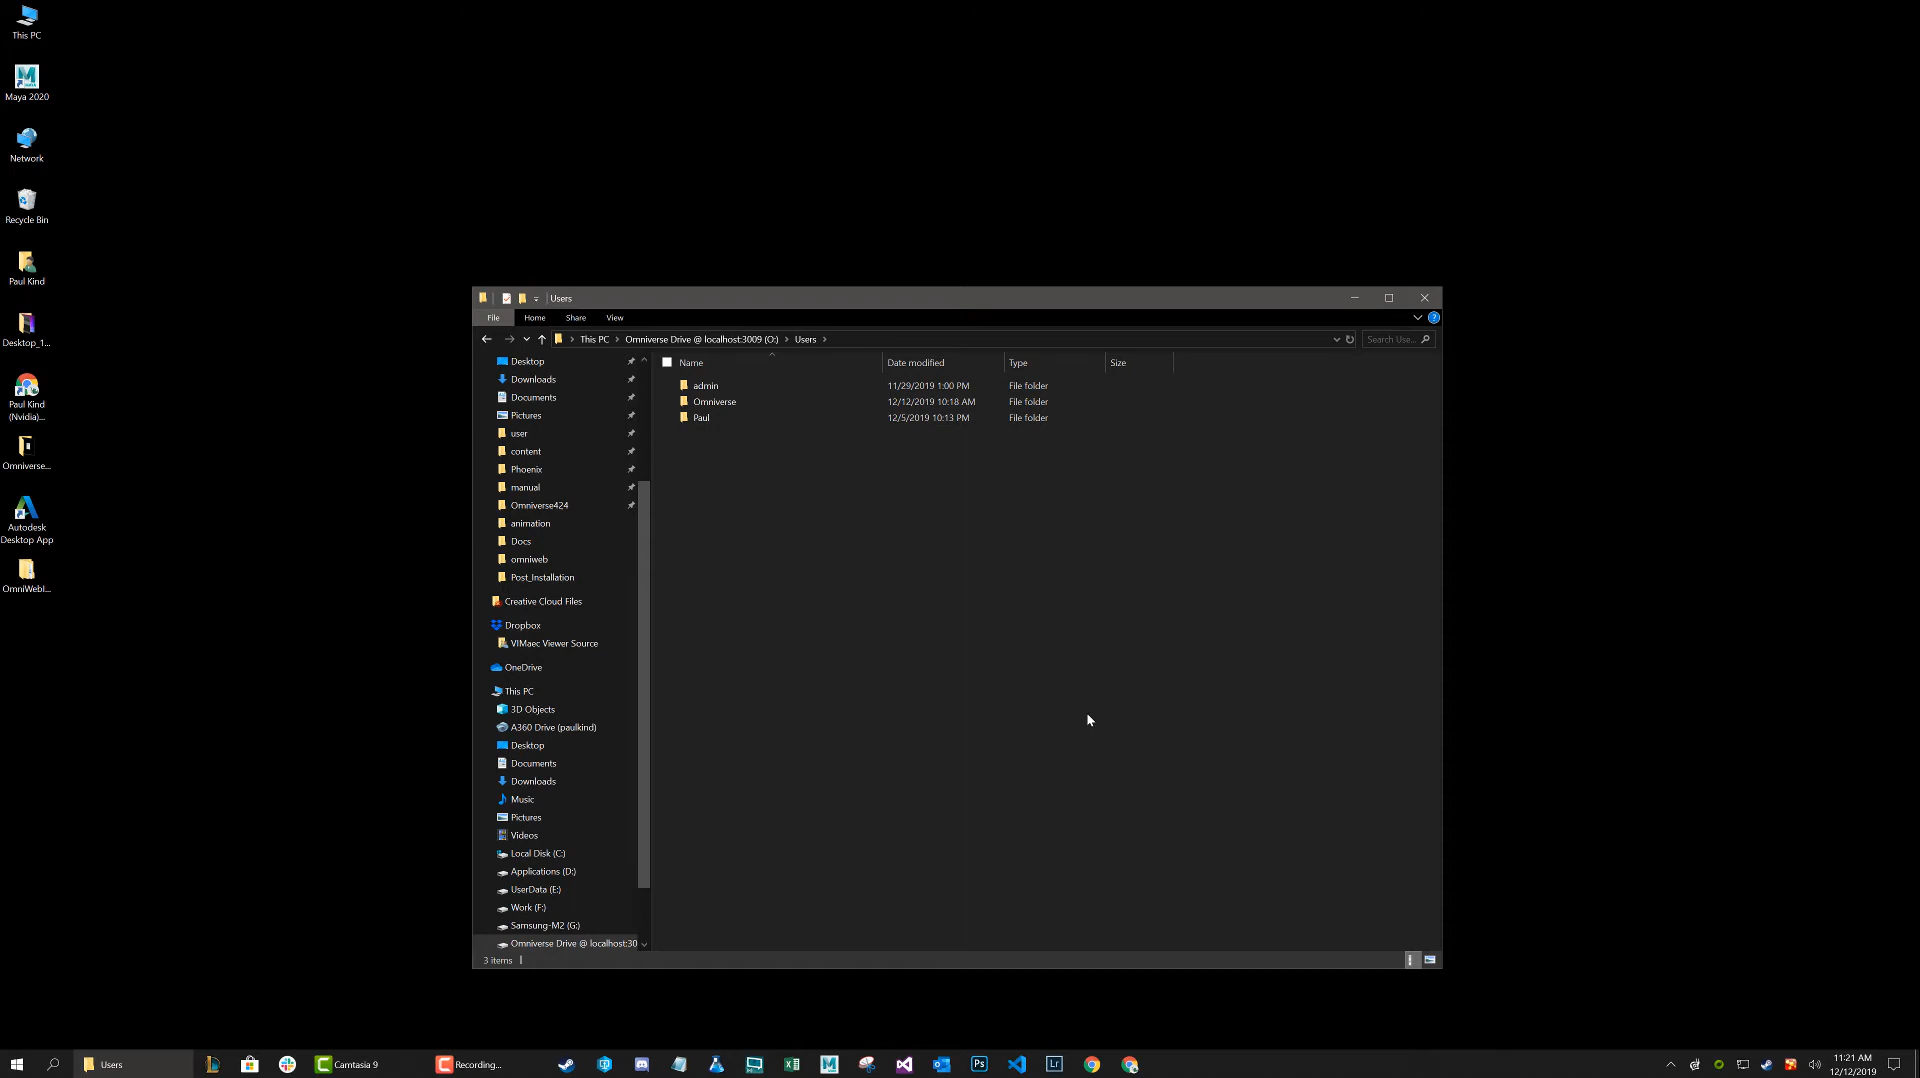 This PC
Maya 2020
Network
Recycle Bin
Paul Kind
Desktop_1...
Paul Kind
(Nvidia)...
Omniverse...
Autodesk
Desktop App
OmniWebI...
Users
File Home Share View
This PC > Omniverse Drive @ localhost:3009 (O:) > Users >
Search Use...
Desktop
Downloads
Documents
Pictures
user
content
Phoenix
manual
Omniverse424
animation
Docs
omniweb
Post_Installation
Creative Cloud Files
Dropbox
VIMaec Viewer Source
OneDrive
This PC
3D Objects
A360 Drive (paulkind)
Desktop
Documents
Downloads
Music
Pictures
Videos
Local Disk (C:)
Applications (D:)
UserData (E:)
Work (F:)
Samsung-M2 (G:)
Omniverse Drive @ localhost:30
Name Date modified Type Size
admin 11/29/2019 1:00 PM File folder
Omniverse 12/12/2019 10:18 AM File folder
Paul 12/5/2019 10:13 PM File folder
3 items
Users
Camtasia 9
Recording...
Ps
Lr
11:21 AM
12/12/2019